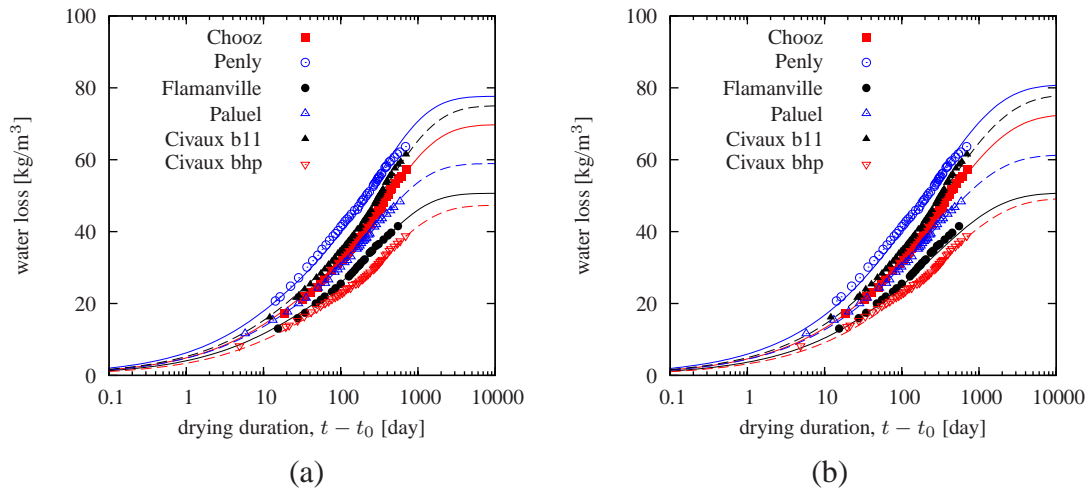 100
80
60
40
20
0
water loss [kg/m³]
Chooz
Penly
Flamanville
Paluel
Civaux b11
Civaux bhp
0.1 1 10 100 1000 10000
drying duration, t − t₀ [day]
(a)
100
80
60
40
20
0
water loss [kg/m³]
Chooz
Penly
Flamanville
Paluel
Civaux b11
Civaux bhp
0.1 1 10 100 1000 10000
drying duration, t − t₀ [day]
(b)